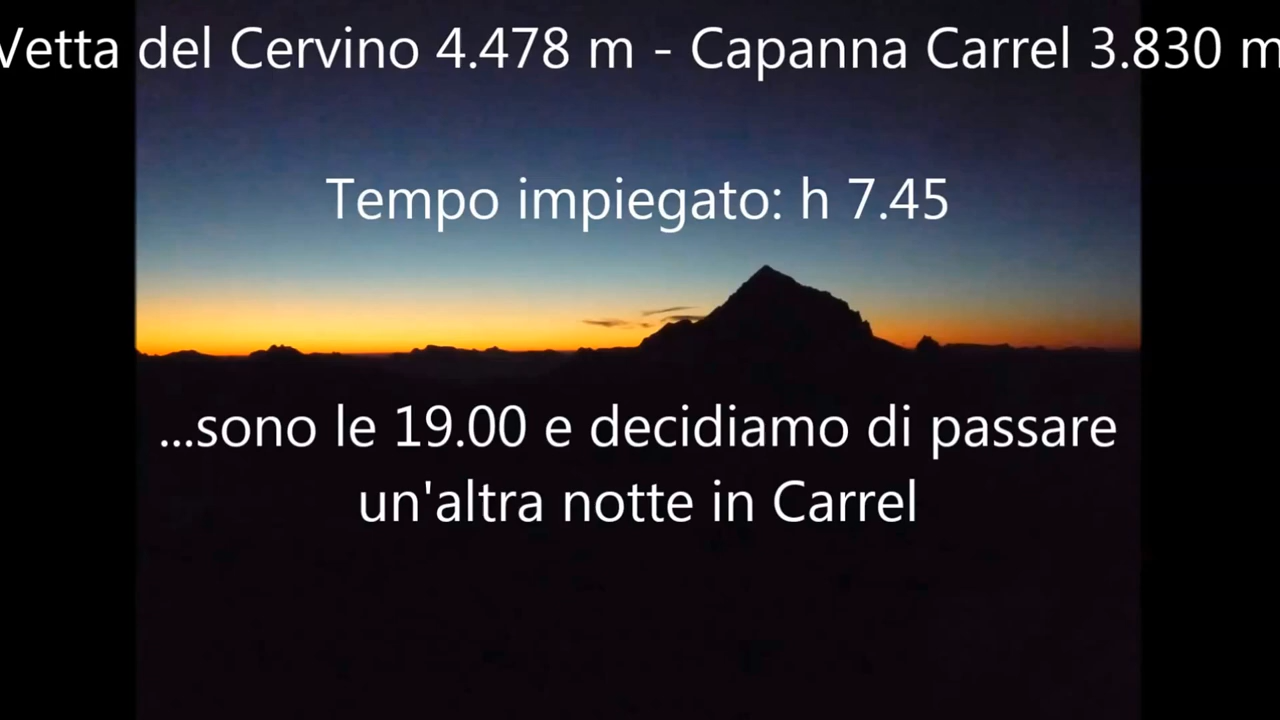 Vetta del Cervino 4.478 m - Capanna Carrel 3.830 m
Tempo impiegato: h 7.45
...sono le 19.00 e decidiamo di passare
un'altra notte in Carrel